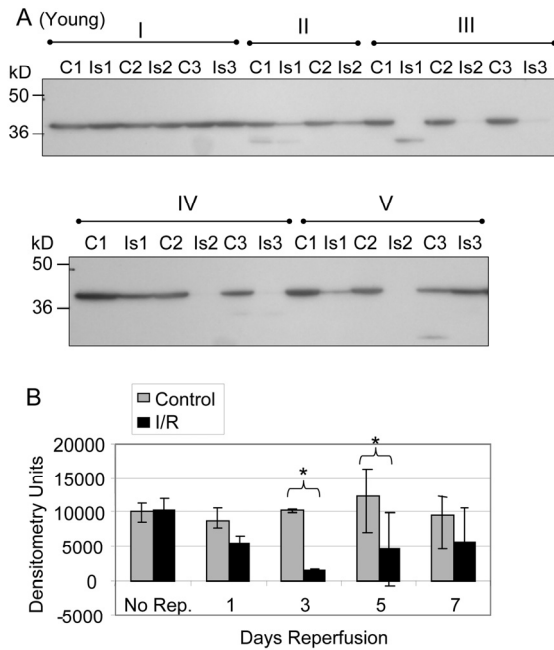 A (Young)
I II III
kD C1 Is1 C2 Is2 C3 Is3 C1 Is1 C2 Is2 C1 Is1 C2 Is2 C3 Is3
50
36
IV V
kD C1 Is1 C2 Is2 C3 Is3 C1 Is1 C2 Is2 C3 Is3
50
36
B
Control
I/R
20000
15000
10000
5000
0
-5000
Densitometry Units
* *
No Rep. 1 3 5 7
Days Reperfusion